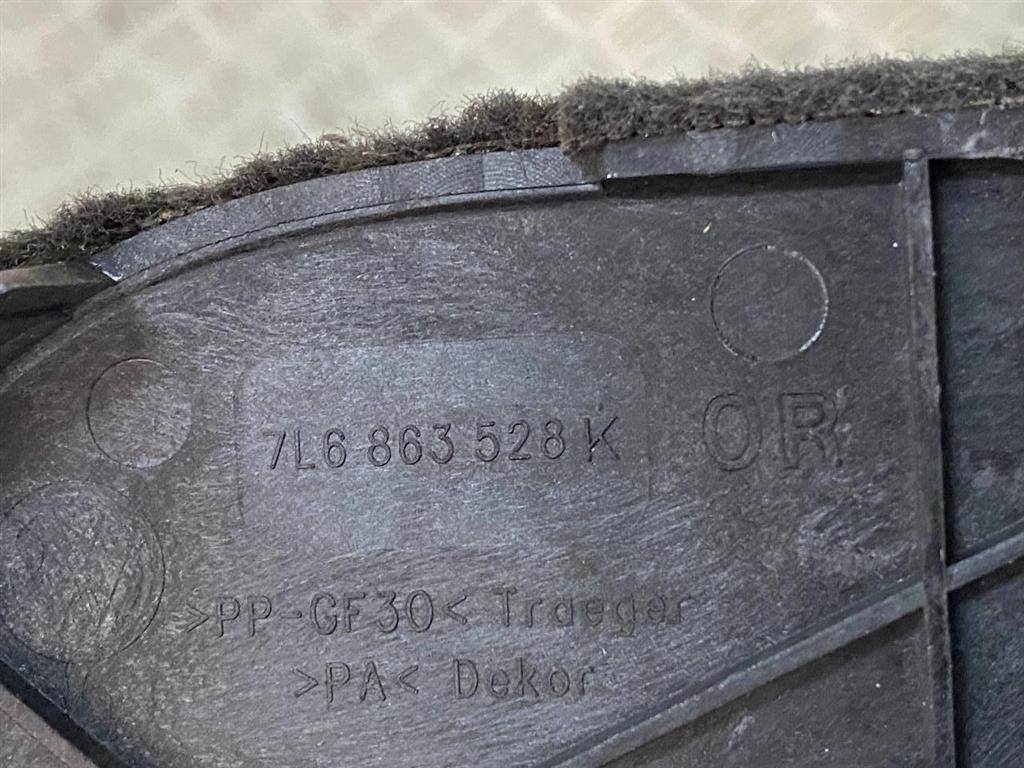 7L6 863 528 K
OR
>PP-GF30< Traeger
>PA< Dekor